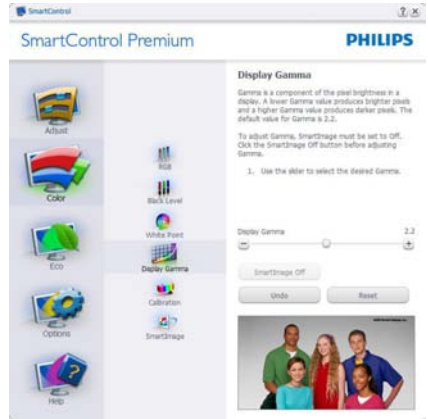 SmartControl
SmartControl Premium
PHILIPS
Adjust
Color
Eco
Options
Help
RGB
Black Level
White Point
Display Gamma
Calibration
SmartImage
Display Gamma
Gamma is a component of the pixel brightness in a
display. A lower Gamma value produces brighter pixels
and a higher Gamma value produces darker pixels. The
default value for Gamma is 2.2.
To adjust Gamma, SmartImage must be set to Off.
Click the SmartImage Off button before adjusting
Gamma.
1. Use the slider to select the desired Gamma.
Display Gamma 2.2
SmartImage Off
Undo Reset